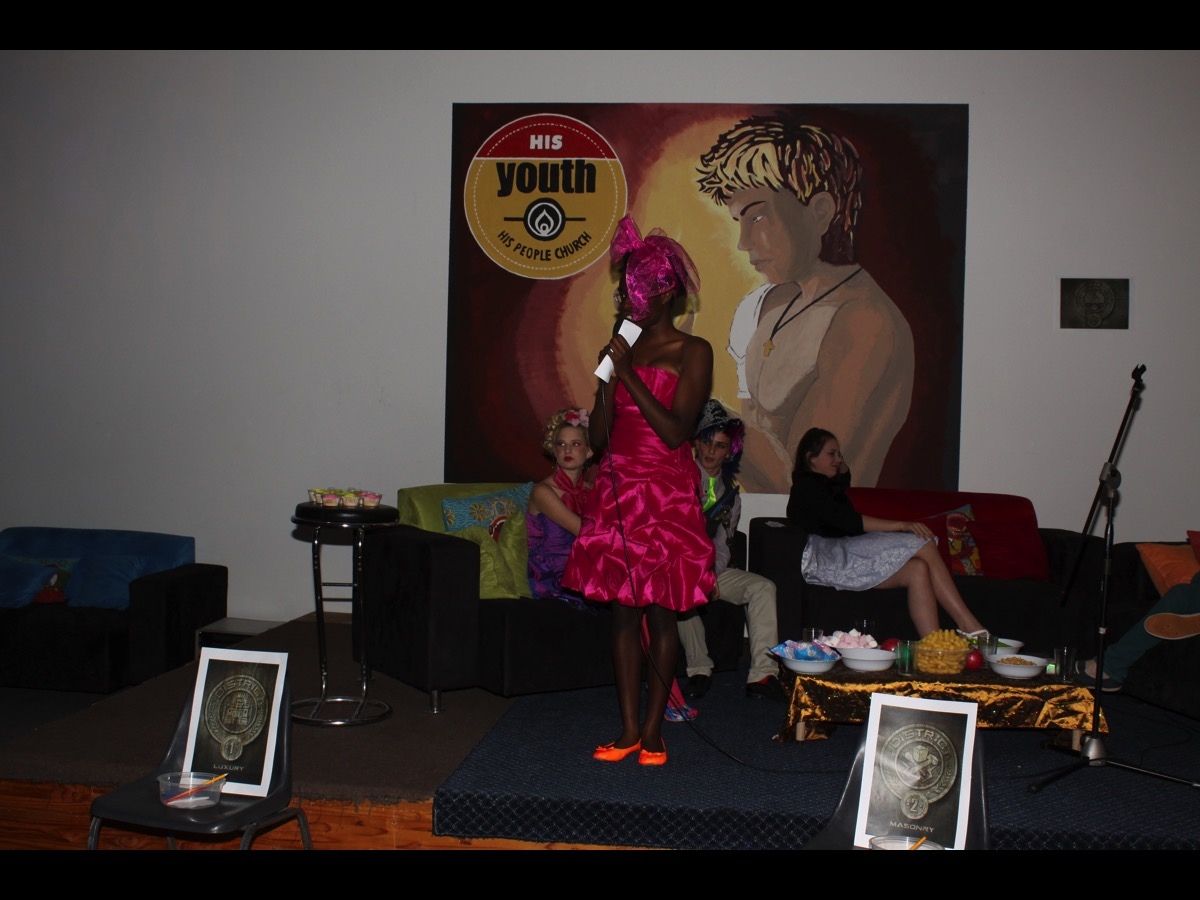 HIS
youth
HIS PEOPLE CHURCH
DISTRICT
1
LUXURY
DISTRICT
2
MASONRY